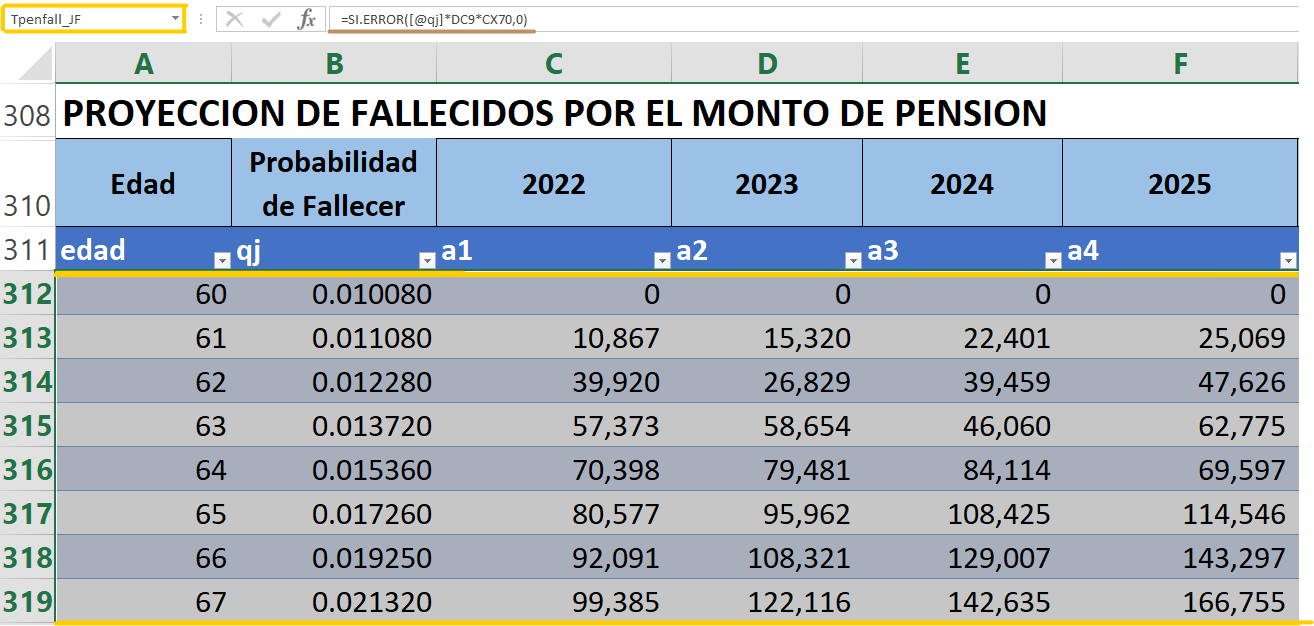 Tpenfall_JF fx =SI.ERROR([@qj]*DC9*CX70,0)
A B C D E F
308 PROYECCION DE FALLECIDOS POR EL MONTO DE PENSION
310 Edad Probabilidad de Fallecer 2022 2023 2024 2025
311 edad qj a1 a2 a3 a4
312 60 0.010080 0 0 0 0
313 61 0.011080 10,867 15,320 22,401 25,069
314 62 0.012280 39,920 26,829 39,459 47,626
315 63 0.013720 57,373 58,654 46,060 62,775
316 64 0.015360 70,398 79,481 84,114 69,597
317 65 0.017260 80,577 95,962 108,425 114,546
318 66 0.019250 92,091 108,321 129,007 143,297
319 67 0.021320 99,385 122,116 142,635 166,755